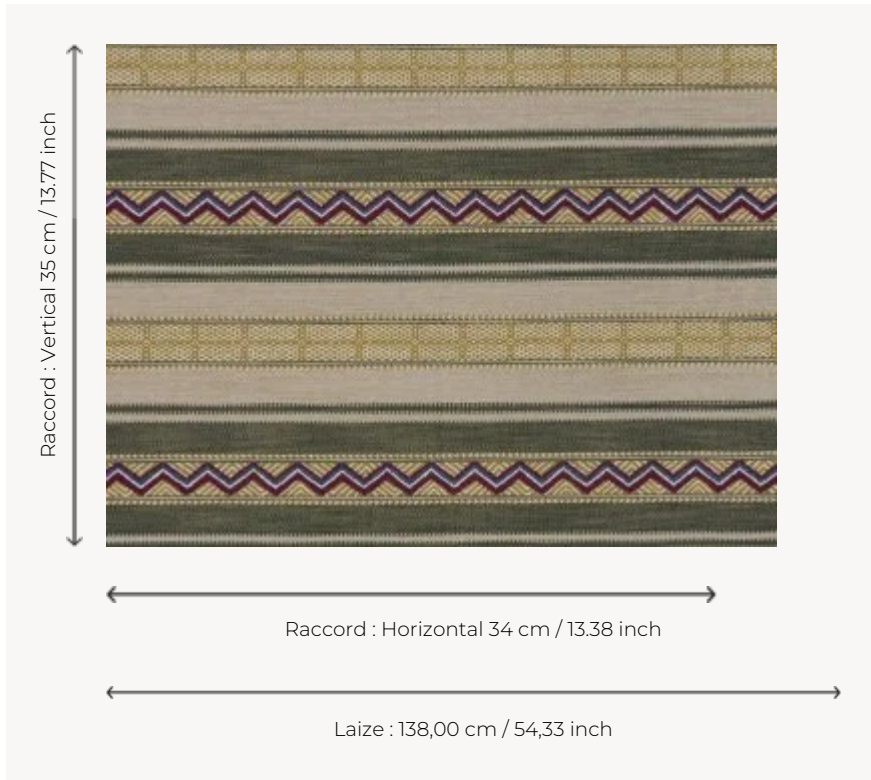 Raccord : Vertical 35 cm / 13.77 inch
Raccord : Horizontal 34 cm / 13.38 inch
Laize : 138,00 cm / 54,33 inch